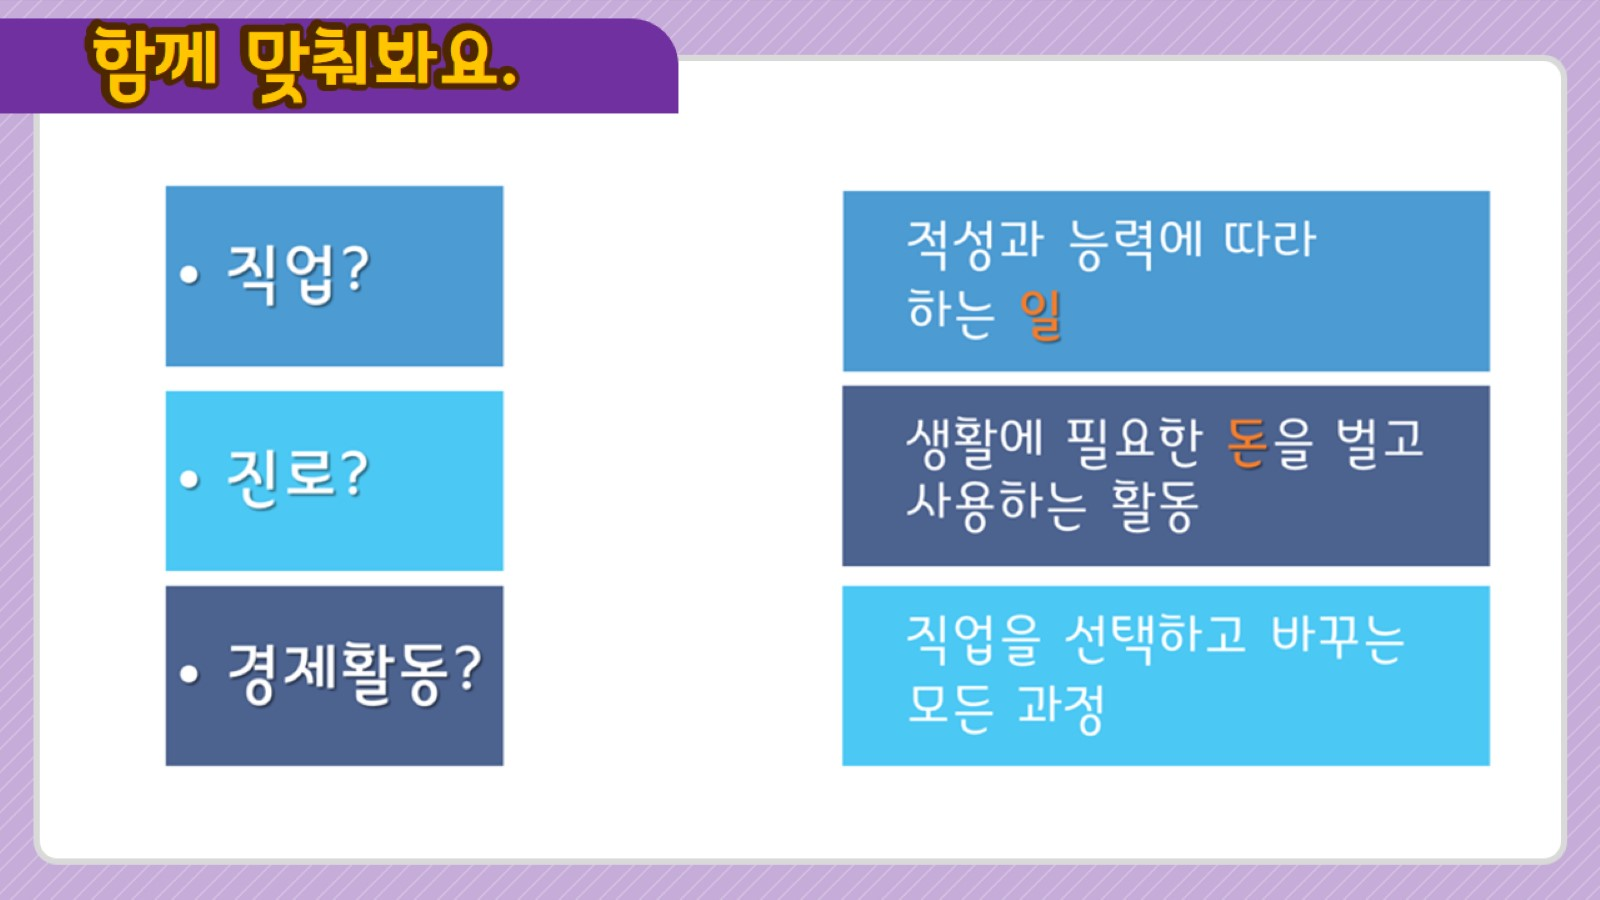 함께 맞춰봐요.
• 직업?
적성과 능력에 따라
하는 일
• 진로?
생활에 필요한 돈을 벌고
사용하는 활동
• 경제활동?
직업을 선택하고 바꾸는
모든 과정